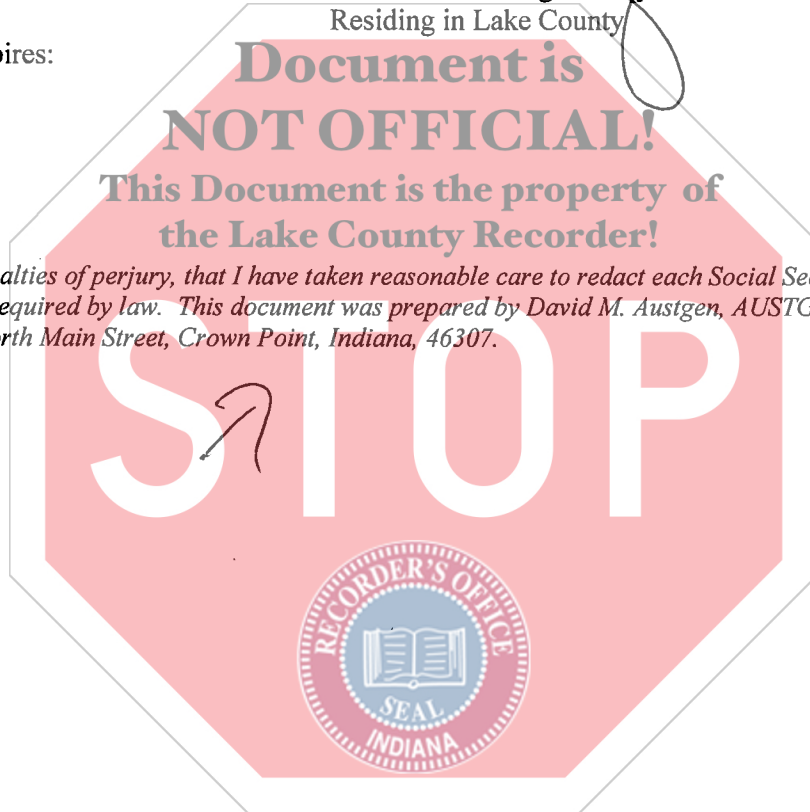 Residing in Lake County
pires:
Document is
NOT OFFICIAL!
This Document is the property of
the Lake County Recorder!
alties of perjury, that I have taken reasonable care to redact each Social Se
equired by law. This document was prepared by David M. Austgen, AUSTG
rth Main Street, Crown Point, Indiana, 46307.
STOP
RECORDER'S OFFICE
SEAL
INDIANA